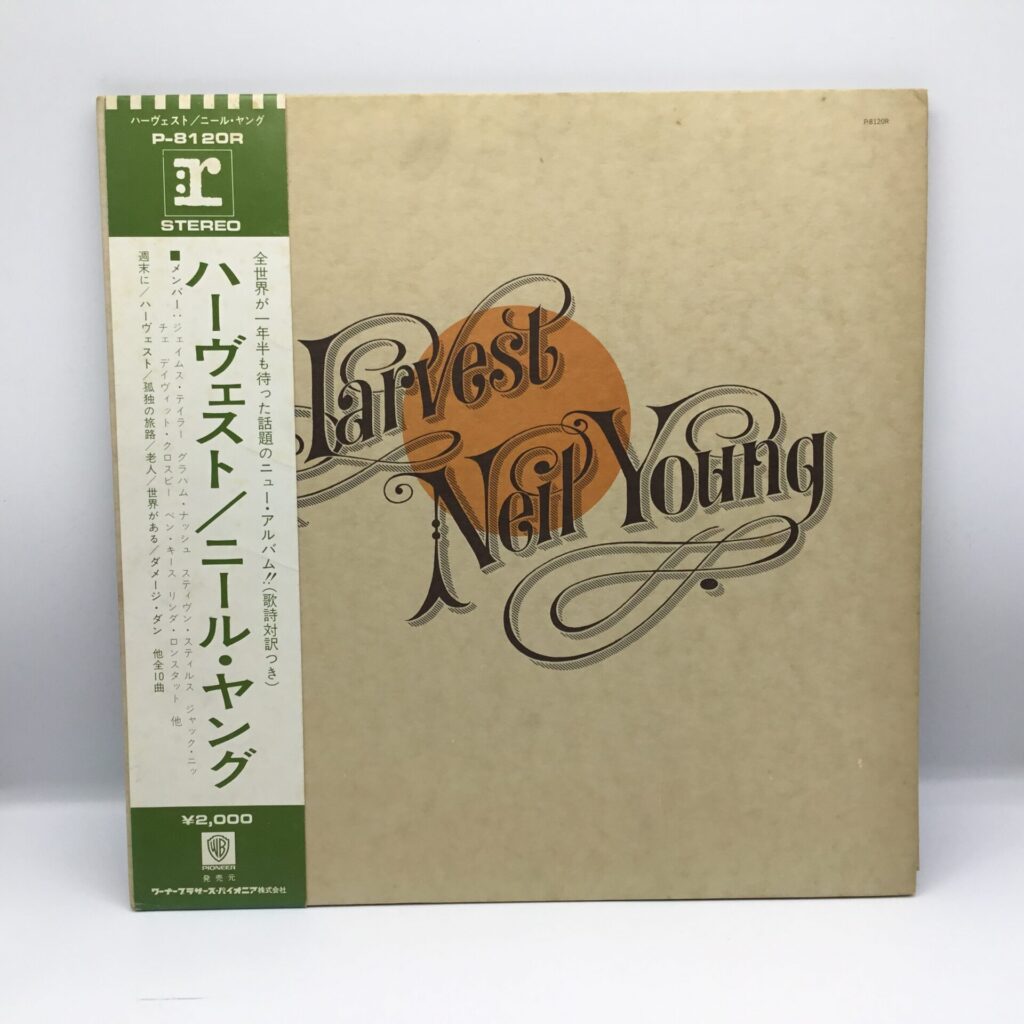 ハーヴェスト/ニール・ヤング
P-8120R
r
STEREO
全世界が一年半も待った話題のニュー・アルバム!!(歌詩対訳つき)
ハーヴェスト/ニール・ヤング
■メンバー:ジェイムス・テイラー グラハム・ナッシュ スティヴン・スティルス ジャック・ニッ
チェ デイヴィット・クロスビー ベン・キース リンダ・ロンスタット 他
週末に/ハーヴェスト/孤独の旅路/老人/世界がある/ダメージ・ダン 他全10曲
¥2,000
WB
PIONEER
発売元
ワーナーブラザース・パイオニア株式会社
P-8120R
Harvest
Neil Young